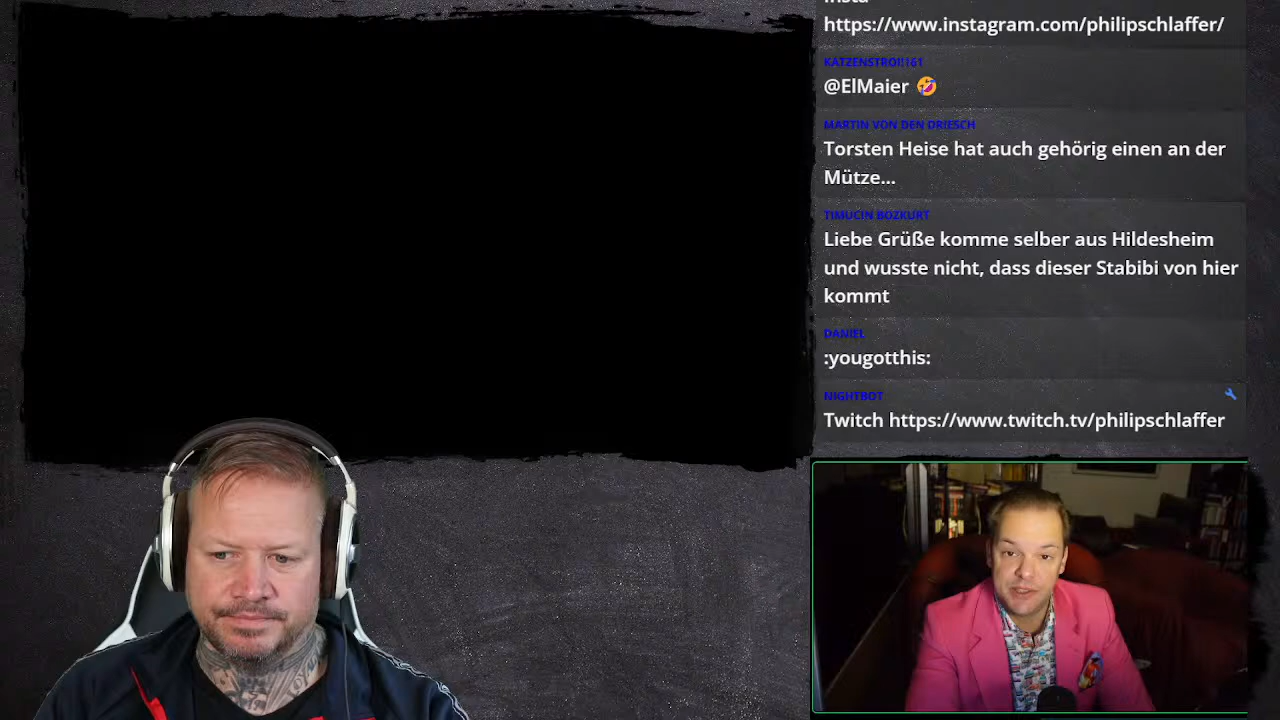 https://www.instagram.com/philipschlaffer/
KATZENSTROI!161
@ElMaier 🤣
MARTIN VON DEN DRIESCH
Torsten Heise hat auch gehörig einen an der
Mütze...
TIMUCIN BOZKURT
Liebe Grüße komme selber aus Hildesheim
und wusste nicht, dass dieser Stabibi von hier
kommt
DANIEL
:yougotthis:
NIGHTBOT
Twitch https://www.twitch.tv/philipschlaffer